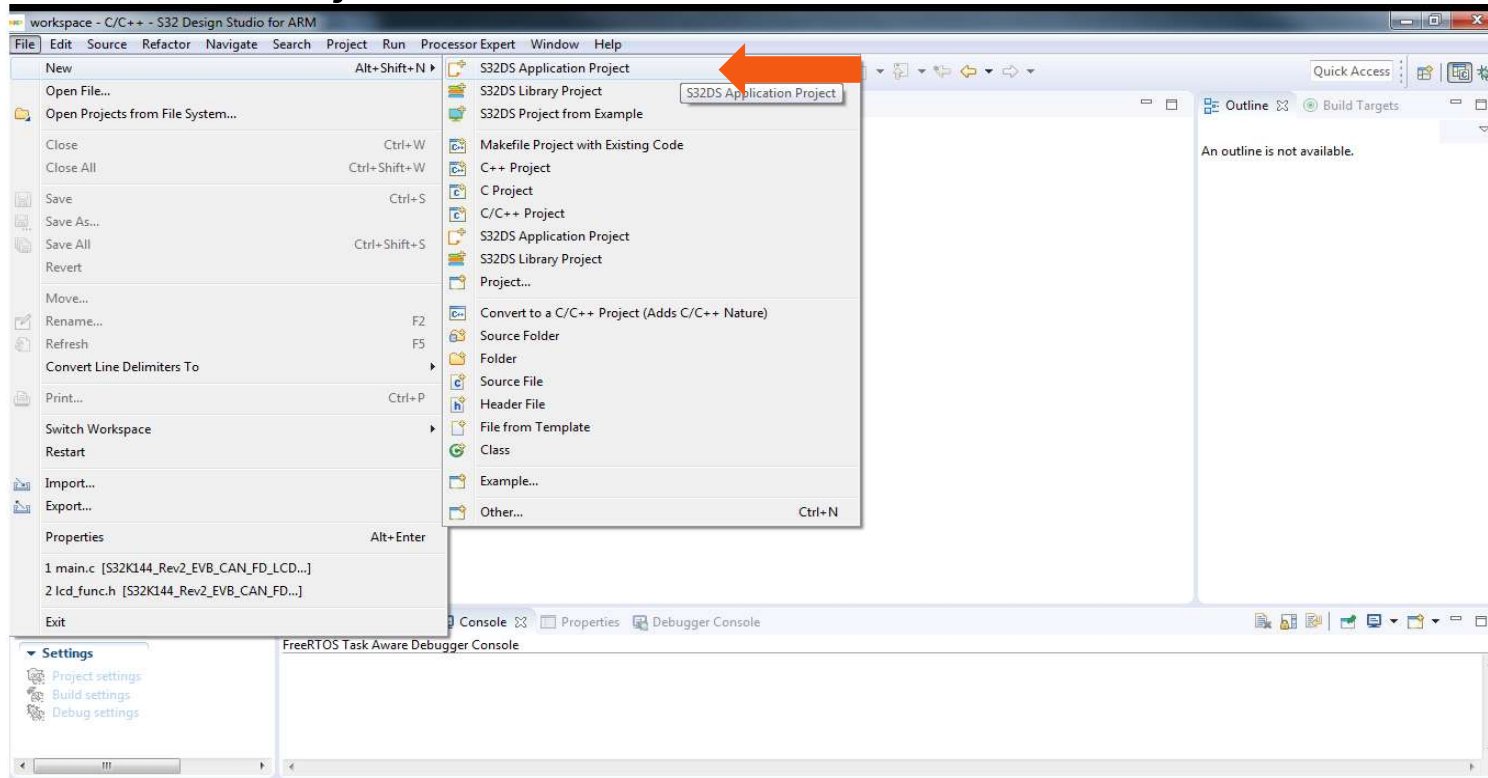 workspace - C/C++ - S32 Design Studio for ARM
File Edit Source Refactor Navigate Search Project Run Processor Expert Window Help
Quick Access
New Alt+Shift+N
Open File...
Open Projects from File System...
Close Ctrl+W
Close All Ctrl+Shift+W
Save Ctrl+S
Save As...
Save All Ctrl+Shift+S
Revert
Move...
Rename... F2
Refresh F5
Convert Line Delimiters To
Print... Ctrl+P
Switch Workspace
Restart
Import...
Export...
Properties Alt+Enter
1 main.c [S32K144_Rev2_EVB_CAN_FD_LCD...]
2 lcd_func.h [S32K144_Rev2_EVB_CAN_FD...]
Exit
S32DS Application Project
S32DS Library Project
S32DS Project from Example
Makefile Project with Existing Code
C++ Project
C Project
C/C++ Project
S32DS Application Project
S32DS Library Project
Project...
Convert to a C/C++ Project (Adds C/C++ Nature)
Source Folder
Folder
Source File
Header File
File from Template
Class
Example...
Other... Ctrl+N
S32DS Application Project
Outline Build Targets
An outline is not available.
Console Properties Debugger Console
FreeRTOS Task Aware Debugger Console
Settings
Project settings
Build settings
Debug settings